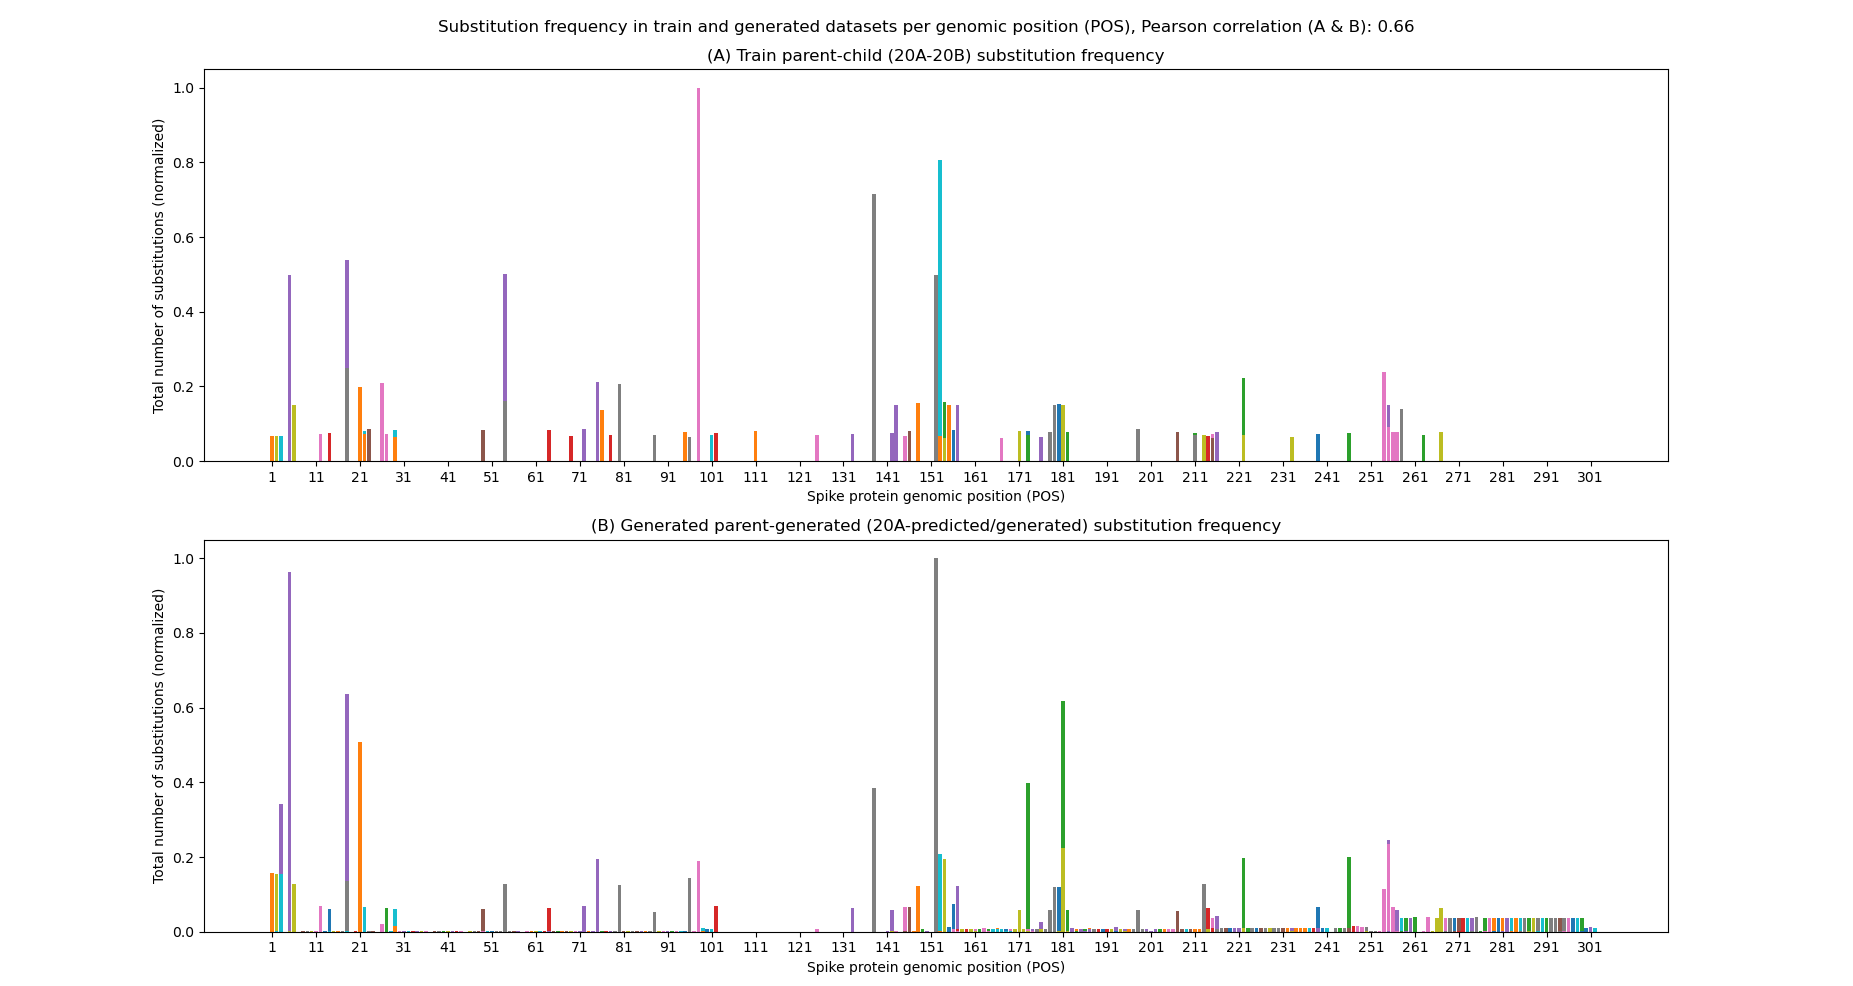 Substitution frequency in train and generated datasets per genomic position (POS), Pearson correlation (A & B): 0.66
(A) Train parent-child (20A-20B) substitution frequency
Total number of substitutions (normalized)
1.0
0.8
0.6
0.4
0.2
0.0
1 11 21 31 41 51 61 71 81 91 101 111 121 131 141 151 161 171 181 191 201 211 221 231 241 251 261 271 281 291 301
Spike protein genomic position (POS)
(B) Generated parent-generated (20A-predicted/generated) substitution frequency
Total number of substitutions (normalized)
1.0
0.8
0.6
0.4
0.2
0.0
1 11 21 31 41 51 61 71 81 91 101 111 121 131 141 151 161 171 181 191 201 211 221 231 241 251 261 271 281 291 301
Spike protein genomic position (POS)